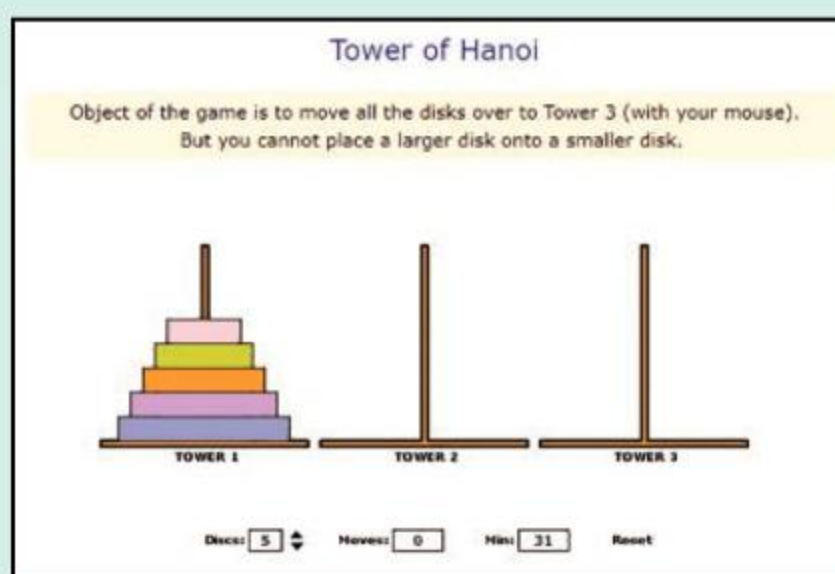 Tower of Hanoi
Object of the game is to move all the disks over to Tower 3 (with your mouse).
But you cannot place a larger disk onto a smaller disk.
TOWER 1 TOWER 2 TOWER 3
Discs: 5 Moves: 0 Min: 31 Reset